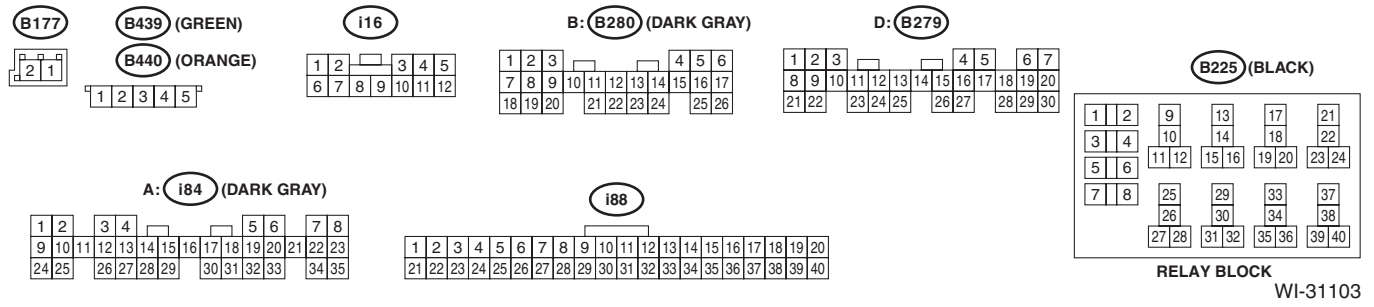 B177
B439 (GREEN)
B440 (ORANGE)
i16
B: B280 (DARK GRAY)
D: B279
B225 (BLACK)
2 1
1 2 3 4 5
1 2 3 4 5
6 7 8 9 10 11 12
1 2 3 4 5 6
7 8 9 10 11 12 13 14 15 16 17
18 19 20 21 22 23 24 25 26
1 2 3 4 5 6 7
8 9 10 11 12 13 14 15 16 17 18 19 20
21 22 23 24 25 26 27 28 29 30
1 2 9 13 17 21
3 4 10 14 18 22
11 12 15 16 19 20 23 24
5 6
7 8 25 29 33 37
26 30 34 38
27 28 31 32 35 36 39 40
RELAY BLOCK
A: i84 (DARK GRAY)
1 2 3 4 5 6 7 8
9 10 11 12 13 14 15 16 17 18 19 20 21 22 23
24 25 26 27 28 29 30 31 32 33 34 35
i88
1 2 3 4 5 6 7 8 9 10 11 12 13 14 15 16 17 18 19 20
21 22 23 24 25 26 27 28 29 30 31 32 33 34 35 36 37 38 39 40
WI-31103